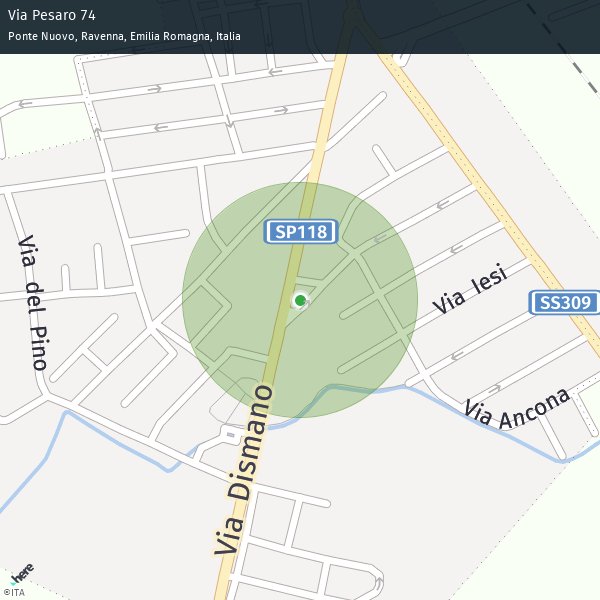 Via Pesaro 74
Ponte Nuovo, Ravenna, Emilia Romagna, Italia
SP118
Via Iesi
SS309
Via del Pino
Via Ancona
Via Dismano
here
©ITA